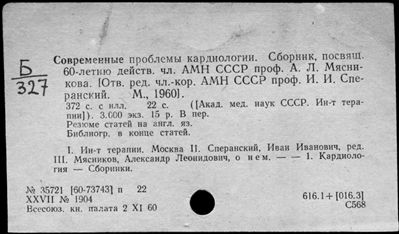 Б
327
Современные проблемы кардиологии. Сборник, посвящ.
60-летию действ. чл. АМН СССР проф. А. Л. Мясни-
кова. [Отв. ред. чл.-кор. АМН СССР проф. И. И. Спе-
ранский. М., 1960].
372 с. с илл. 22 с. ([Акад. мед. наук СССР. Ин-т тера-
пии]). 3.000 экз. 15 р. В пер.
Резюме статей на англ. яз.
Библиогр. в конце статей.
I. Ин-т терапии. Москва II. Сперанский, Иван Иванович, ред.
III. Мясников, Александр Леонидович, о нем. — — 1. Кардиоло-
гия — Сборники.
№ 35721 [60-73743] п 22
XXVII № 1904
Всесоюз. кн. палата 2 XI 60
616.1+[016.3]
С568